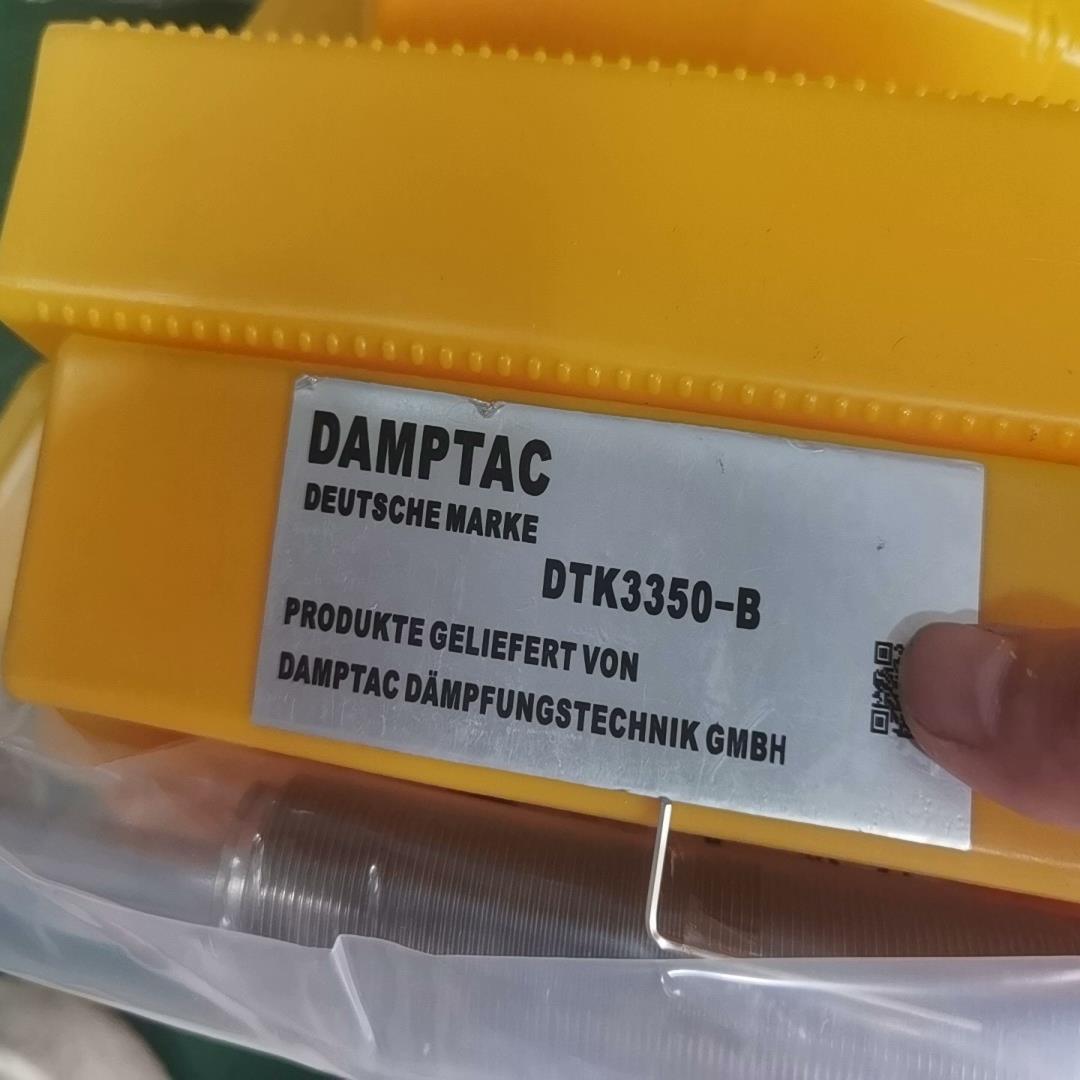 DAMPTAC
DEUTSCHE MARKE
DTK3350-B
PRODUKTE GELIEFERT VON
DAMPTAC DÄMPFUNGSTECHNIK GMBH